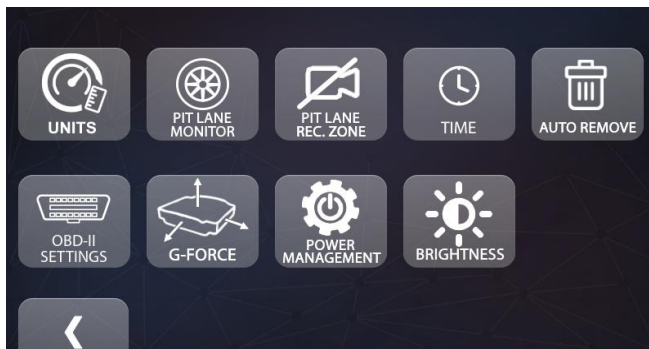 UNITS
PIT LANE
MONITOR
PIT LANE
REC. ZONE
TIME
AUTO REMOVE
OBD-II
SETTINGS
G-FORCE
POWER
MANAGEMENT
BRIGHTNESS